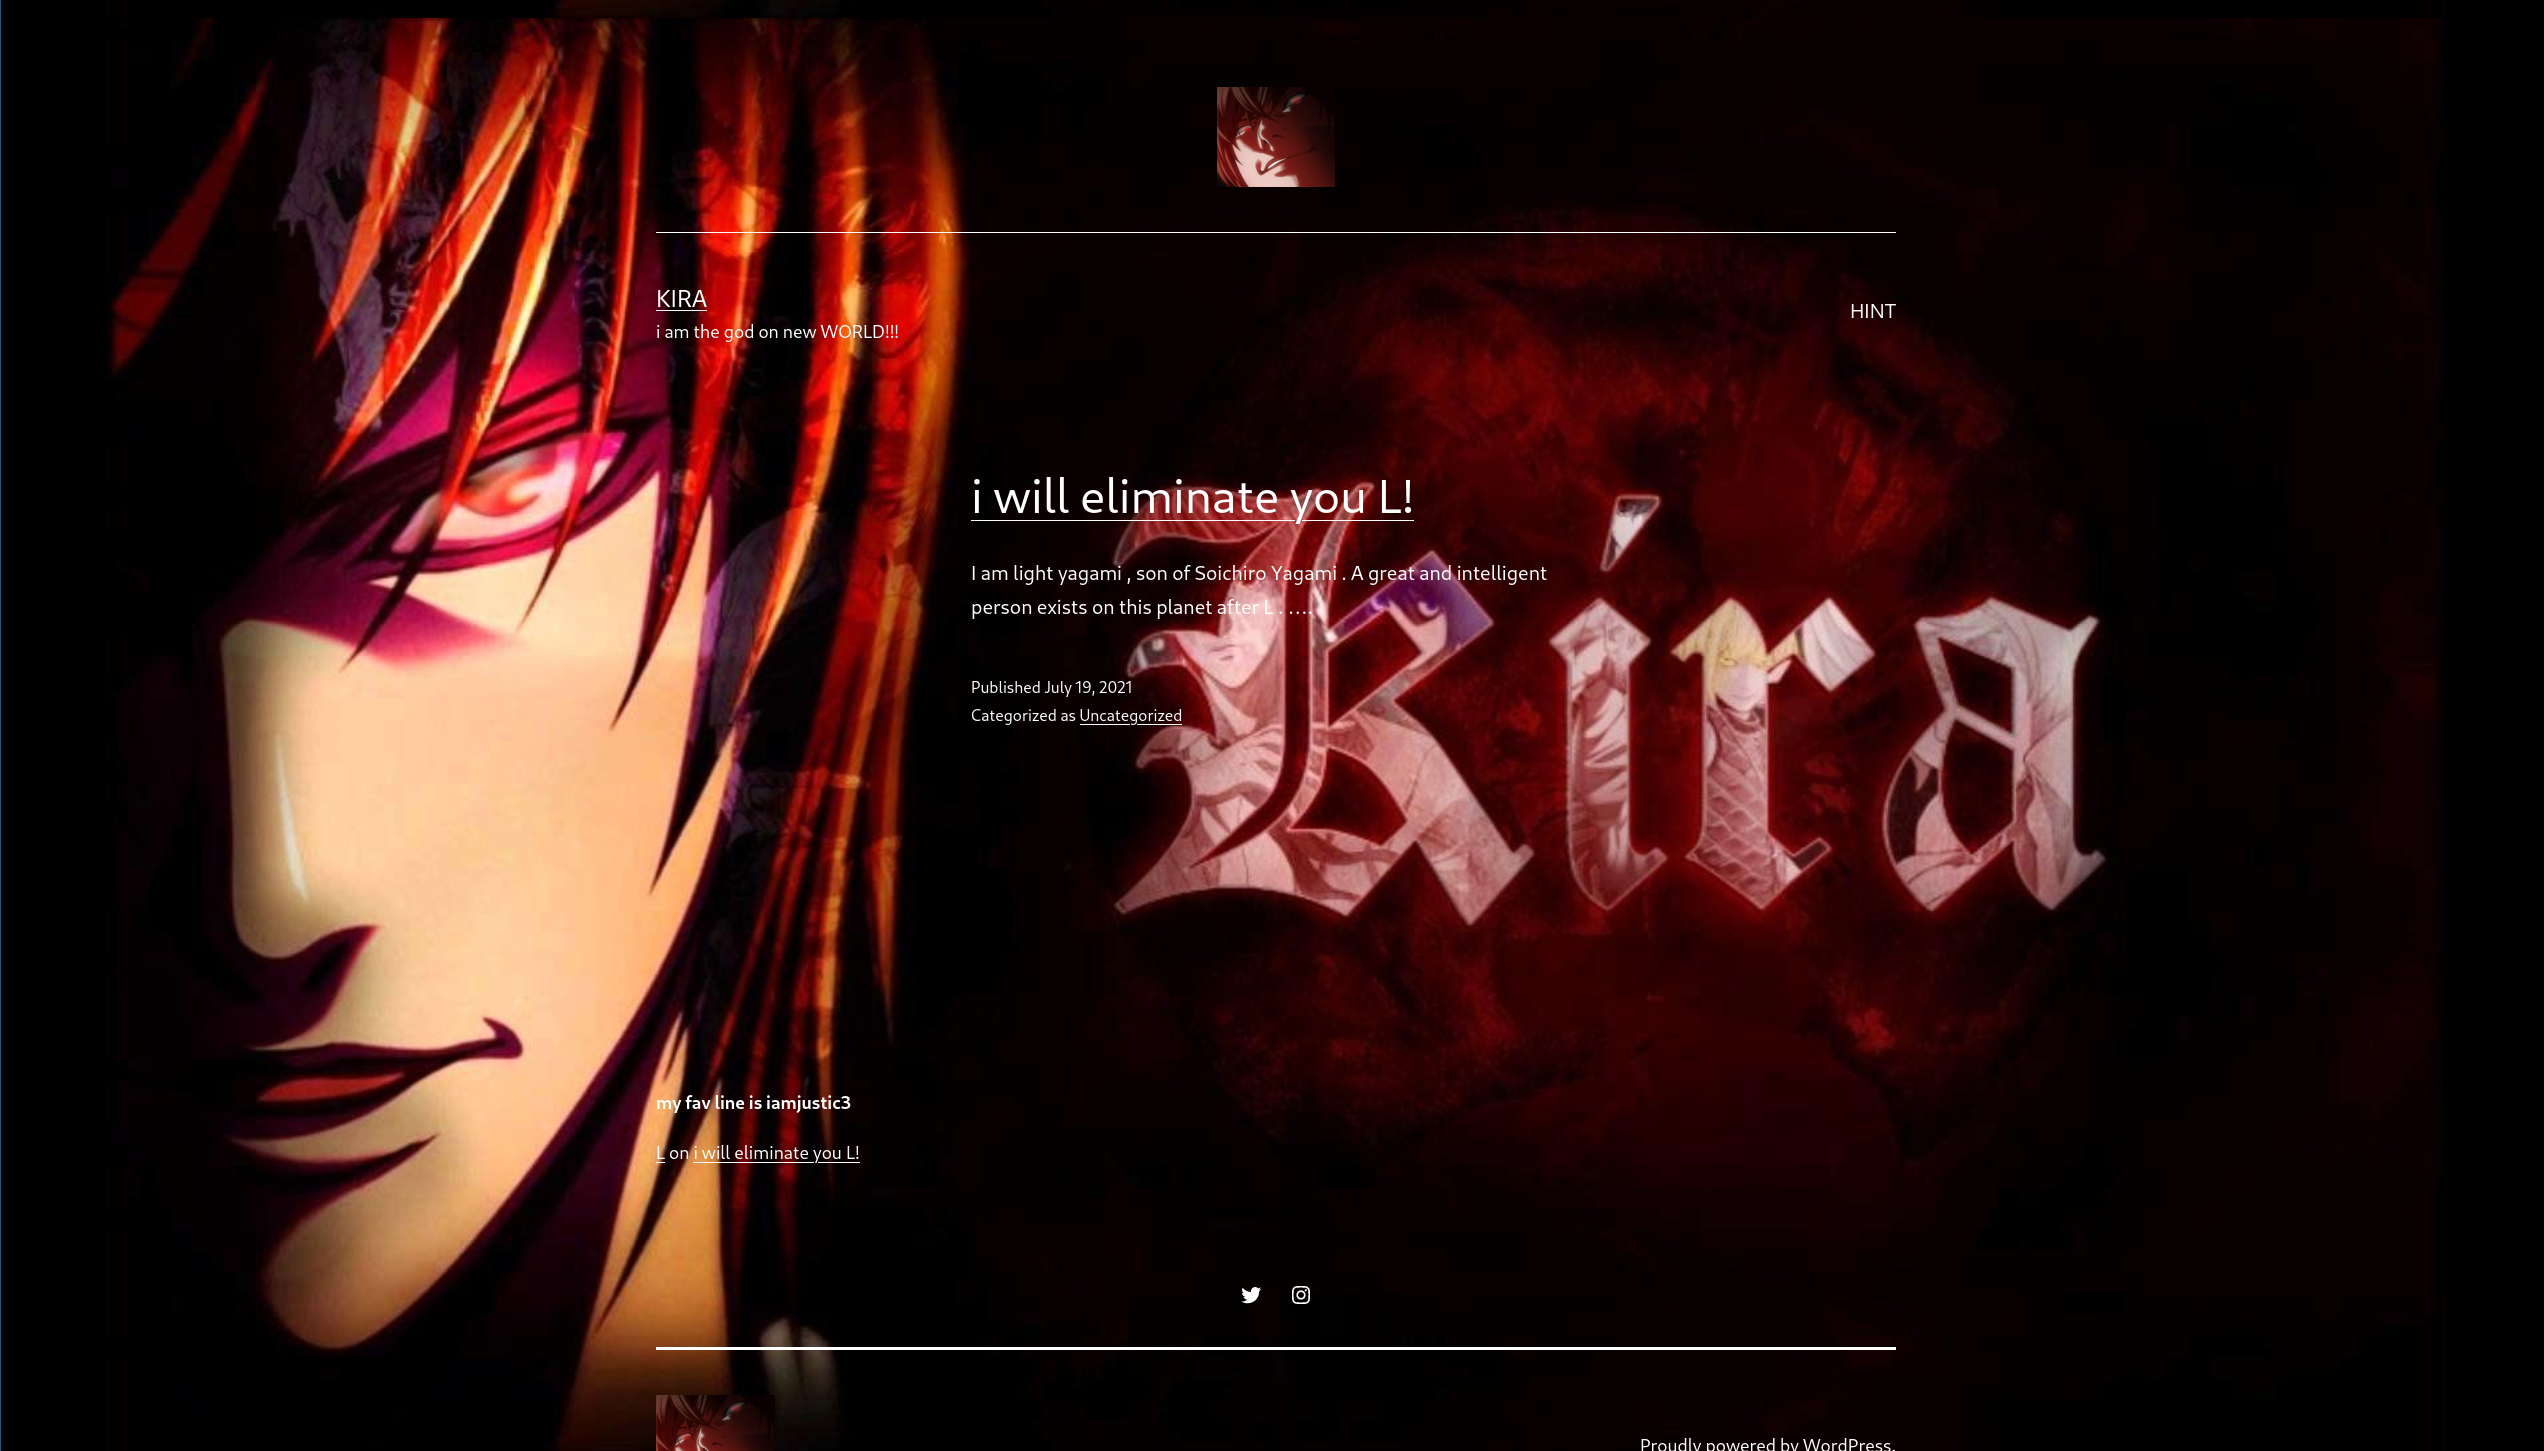 KIRA
i am the god on new WORLD!!!
HINT
i will eliminate you L!
I am light yagami , son of Soichiro Yagami . A great and intelligent
person exists on this planet after L . ….
Published July 19, 2021
Categorized as Uncategorized
Kira
my fav line is iamjustic3
L on i will eliminate you L!
Proudly powered by WordPress.